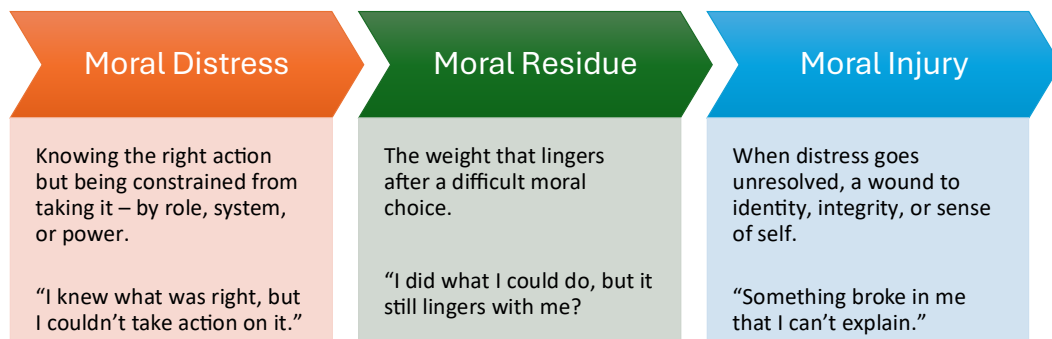 Moral Distress
Knowing the right action
but being constrained from
taking it – by role, system,
or power.
“I knew what was right, but
I couldn’t take action on it.”
Moral Residue
The weight that lingers
after a difficult moral
choice.
“I did what I could do, but it
still lingers with me?
Moral Injury
When distress goes
unresolved, a wound to
identity, integrity, or sense
of self.
“Something broke in me
that I can’t explain.”